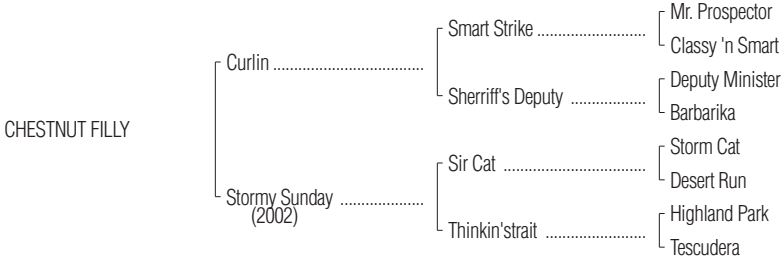 Mr. Prospector
Smart Strike ..........................
Classy 'n Smart
Curlin ....................................
Deputy Minister
Sherriff's Deputy ..................
Barbarika
CHESTNUT FILLY
Storm Cat
Sir Cat ..................................
Desert Run
Stormy Sunday ....................
(2002)
Highland Park
Thinkin'strait ........................
Tescudera